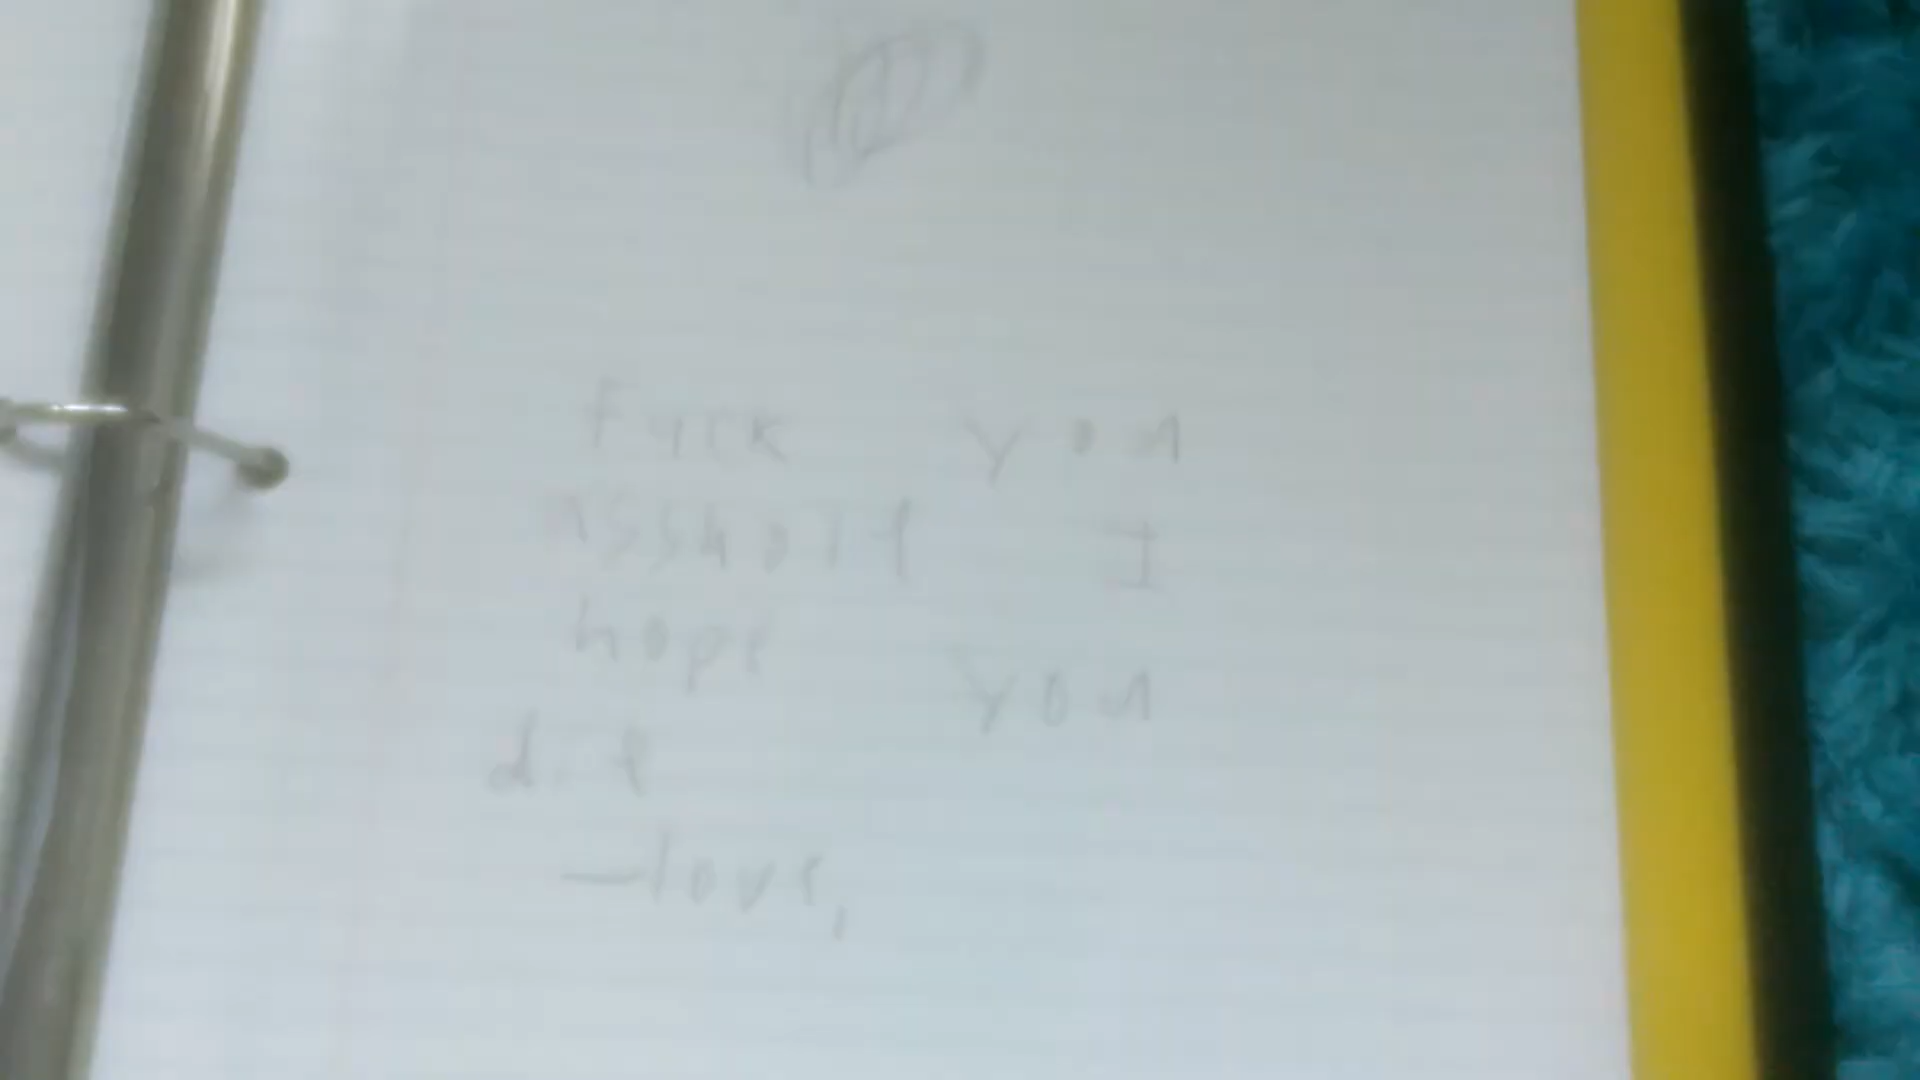 Fuck you
asshole I
hope you
die
-love,